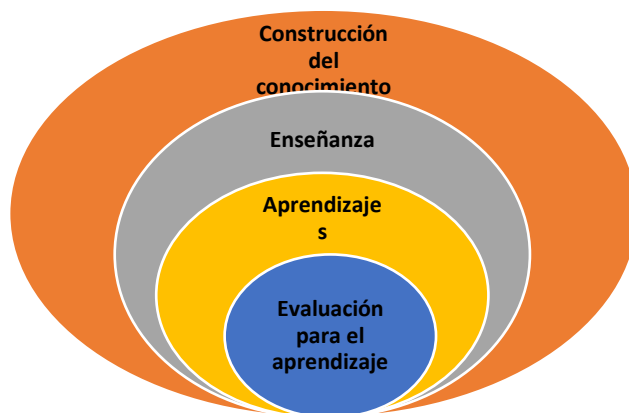 Construcción
del
conocimiento
Enseñanza
Aprendizaje
s
Evaluación
para el
aprendizaje